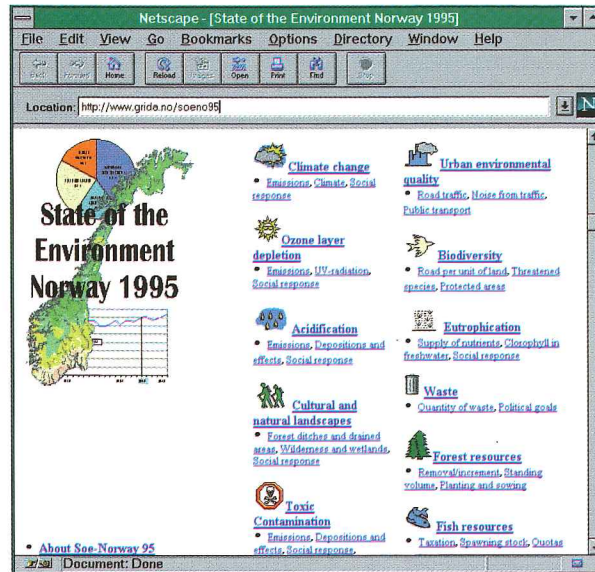 Netscape - [State of the Environment Norway 1995]
File Edit View Go Bookmarks Options Directory Window Help
Back Forward Home Reload Images Open Print Find Stop
Location: http://www.grida.no/soeno95
N
State of the
Environment
Norway 1995
About Soe-Norway 95
Climate change
Emissions, Climate, Social
response
Ozone layer
depletion
Emissions, UV-radiation,
Social response
Acidification
Emissions, Depositions and
effects, Social response
Cultural and
natural landscapes
Forest ditches and drained
areas, Wilderness and wetlands,
Social response
Toxic
Contamination
Emissions, Depositions and
effects, Social response,
Urban environmental
quality
Road traffic, Noise from traffic,
Public transport
Biodiversity
Road per unit of land, Threatened
species, Protected areas
Eutrophication
Supply of nutrients, Clorophyll in
freshwater, Social response
Waste
Quantity of waste, Political goals
Forest resources
Removal/increment, Standing
volume, Planting and sowing
Fish resources
Taxation, Spawning stock, Quotas
Document: Done